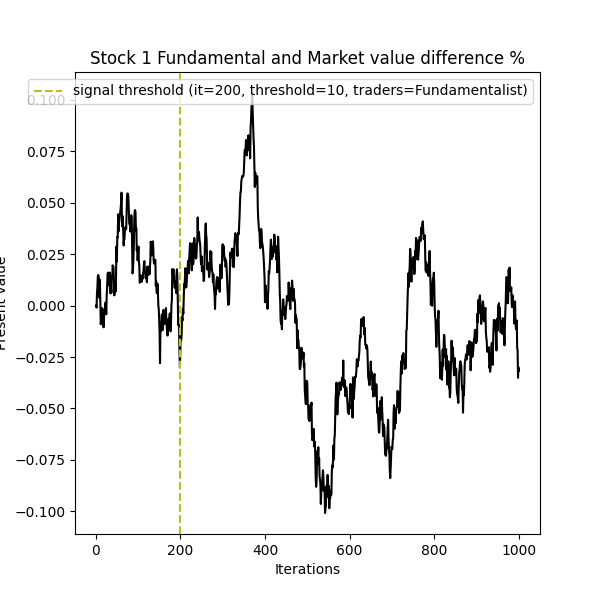 Stock 1 Fundamental and Market value difference %
signal threshold (it=200, threshold=10, traders=Fundamentalist)
0.100
0.075
0.050
0.025
0.000
−0.025
−0.050
−0.075
−0.100
Present value
0 200 400 600 800 1000
Iterations